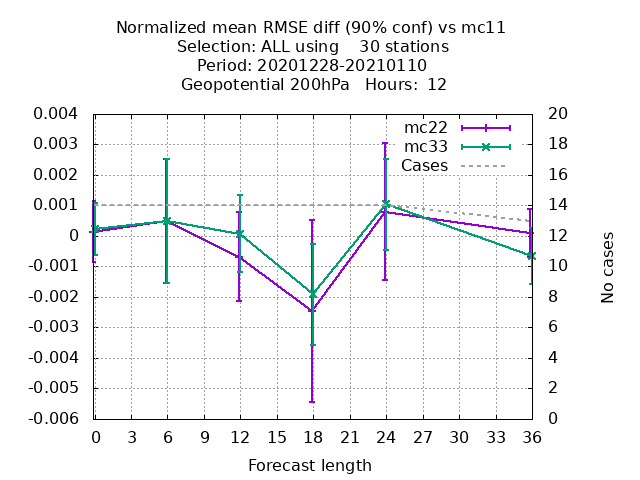 Normalized mean RMSE diff (90% conf) vs mc11
Selection: ALL using    30 stations
Period: 20201228-20210110
Geopotential 200hPa   Hours:  12
mc22
mc33
Cases
0.004
0.003
0.002
0.001
0
-0.001
-0.002
-0.003
-0.004
-0.005
-0.006
20
18
16
14
12
10
8
6
4
2
0
No cases
0 3 6 9 12 15 18 21 24 27 30 33 36
Forecast length